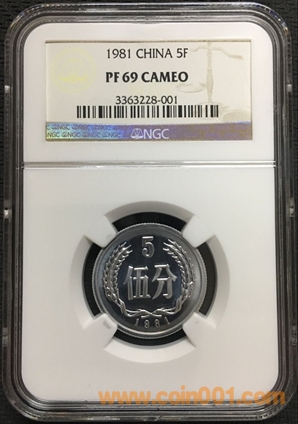 1981 CHINA 5F
PF 69 CAMEO
3363228-001
NGC
5
伍分
1981
www.coin001.com